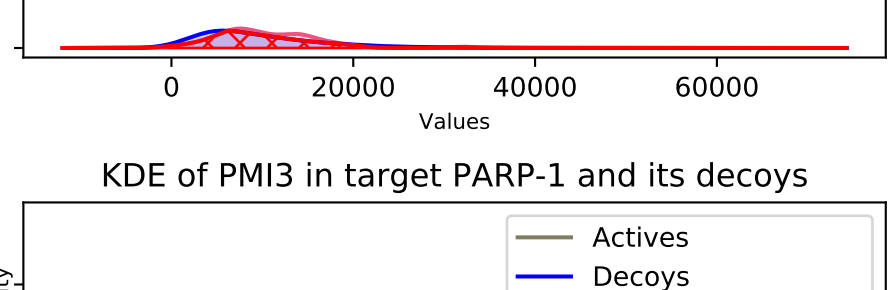 0 20000 40000 60000
Values
KDE of PMI3 in target PARP-1 and its decoys
Actives
Decoys